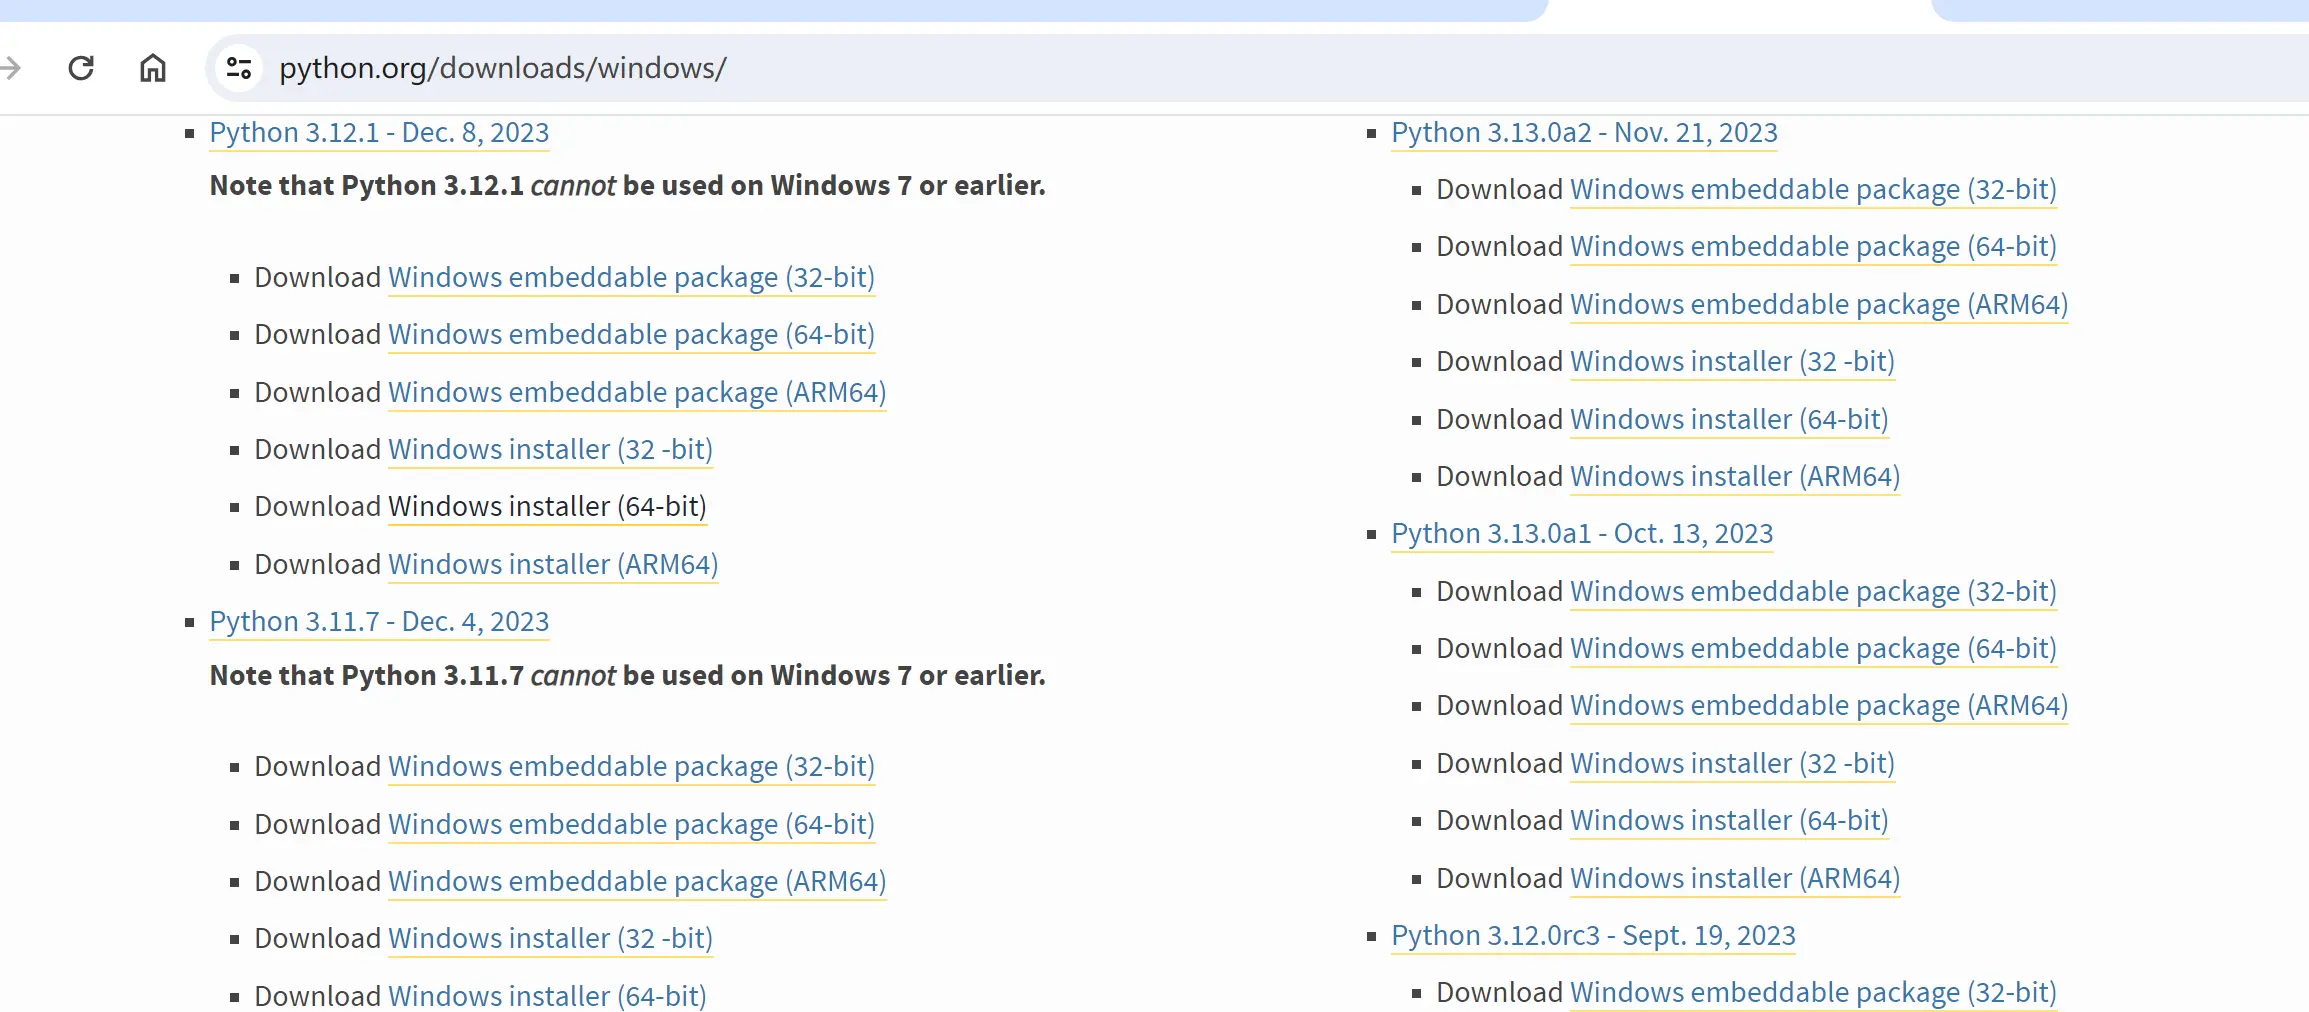 python.org/downloads/windows/
Python 3.12.1 - Dec. 8, 2023
Note that Python 3.12.1 cannot be used on Windows 7 or earlier.
Download Windows embeddable package (32-bit)
Download Windows embeddable package (64-bit)
Download Windows embeddable package (ARM64)
Download Windows installer (32 -bit)
Download Windows installer (64-bit)
Download Windows installer (ARM64)
Python 3.11.7 - Dec. 4, 2023
Note that Python 3.11.7 cannot be used on Windows 7 or earlier.
Download Windows embeddable package (32-bit)
Download Windows embeddable package (64-bit)
Download Windows embeddable package (ARM64)
Download Windows installer (32 -bit)
Download Windows installer (64-bit)
Python 3.13.0a2 - Nov. 21, 2023
Download Windows embeddable package (32-bit)
Download Windows embeddable package (64-bit)
Download Windows embeddable package (ARM64)
Download Windows installer (32 -bit)
Download Windows installer (64-bit)
Download Windows installer (ARM64)
Python 3.13.0a1 - Oct. 13, 2023
Download Windows embeddable package (32-bit)
Download Windows embeddable package (64-bit)
Download Windows embeddable package (ARM64)
Download Windows installer (32 -bit)
Download Windows installer (64-bit)
Download Windows installer (ARM64)
Python 3.12.0rc3 - Sept. 19, 2023
Download Windows embeddable package (32-bit)